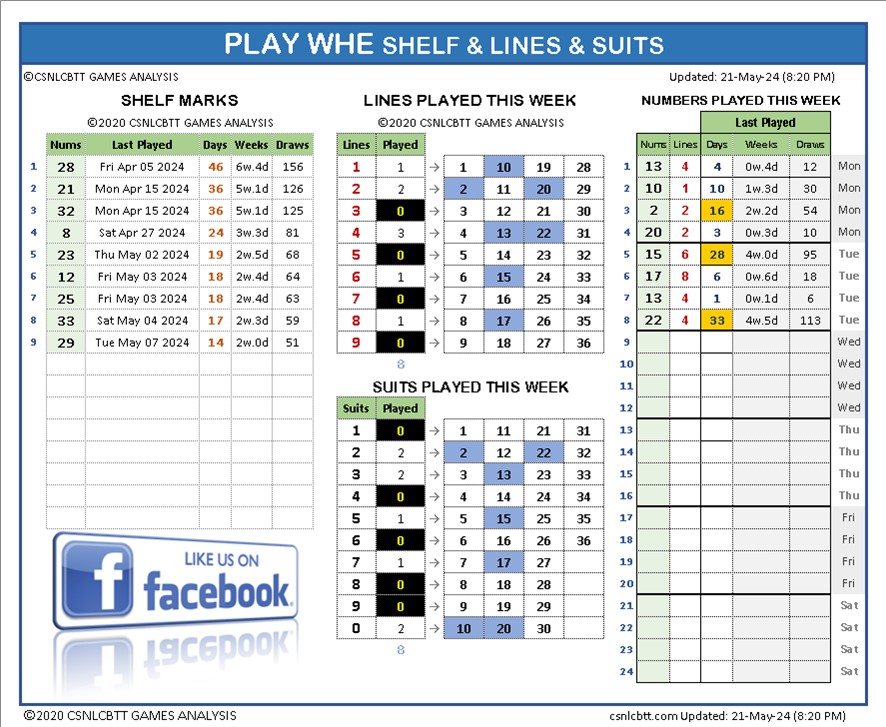 PLAY WHE SHELF & LINES & SUITS
©CSNLCBTT GAMES ANALYSIS
Updated: 21-May-24 (8:20 PM)
SHELF MARKS
©2020 CSNLCBTT GAMES ANALYSIS
Nums Last Played Days Weeks Draws
1 28 Fri Apr 05 2024 46 6w.4d 156
2 21 Mon Apr 15 2024 36 5w.1d 126
3 32 Mon Apr 15 2024 36 5w.1d 125
4 8 Sat Apr 27 2024 24 3w.3d 81
5 23 Thu May 02 2024 19 2w.5d 68
6 12 Fri May 03 2024 18 2w.4d 64
7 25 Fri May 03 2024 18 2w.4d 63
8 33 Sat May 04 2024 17 2w.3d 59
9 29 Tue May 07 2024 14 2w.0d 51
LIKE US ON
f facebook.
LINES PLAYED THIS WEEK
©2020 CSNLCBTT GAMES ANALYSIS
Lines Played
1 1 → 1 10 19 28
2 2 → 2 11 20 29
3 0 → 3 12 21 30
4 3 → 4 13 22 31
5 0 → 5 14 23 32
6 1 → 6 15 24 33
7 0 → 7 16 25 34
8 1 → 8 17 26 35
9 0 → 9 18 27 36
8
SUITS PLAYED THIS WEEK
Suits Played
1 0 → 1 11 21 31
2 2 → 2 12 22 32
3 2 → 3 13 23 33
4 0 → 4 14 24 34
5 1 → 5 15 25 35
6 0 → 6 16 26 36
7 1 → 7 17 27
8 0 → 8 18 28
9 0 → 9 19 29
0 2 → 10 20 30
8
NUMBERS PLAYED THIS WEEK
Last Played
Nums Lines Days Weeks Draws
1 13 4 4 0w.4d 12 Mon
2 10 1 10 1w.3d 30 Mon
3 2 2 16 2w.2d 54 Mon
4 20 2 3 0w.3d 10 Mon
5 15 6 28 4w.0d 95 Tue
6 17 8 6 0w.6d 18 Tue
7 13 4 1 0w.1d 6 Tue
8 22 4 33 4w.5d 113 Tue
9 Wed
10 Wed
11 Wed
12 Wed
13 Thu
14 Thu
15 Thu
16 Thu
17 Fri
18 Fri
19 Fri
20 Fri
21 Sat
22 Sat
23 Sat
24 Sat
©2020 CSNLCBTT GAMES ANALYSIS
csnlcbtt.com Updated: 21-May-24 (8:20 PM)